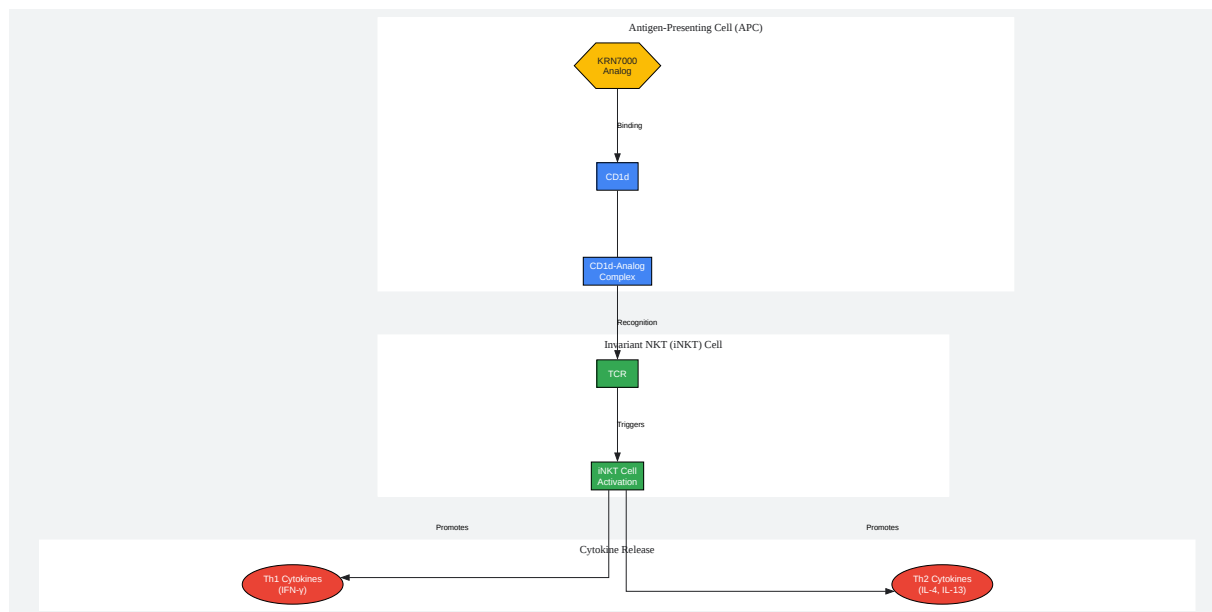 Antigen-Presenting Cell (APC)
KRN7000
Analog
Binding
CD1d
CD1d-Analog
Complex
Recognition
Invariant NKT (iNKT) Cell
TCR
Triggers
iNKT Cell
Activation
Promotes
Promotes
Cytokine Release
Th1 Cytokines
(IFN-γ)
Th2 Cytokines
(IL-4, IL-13)